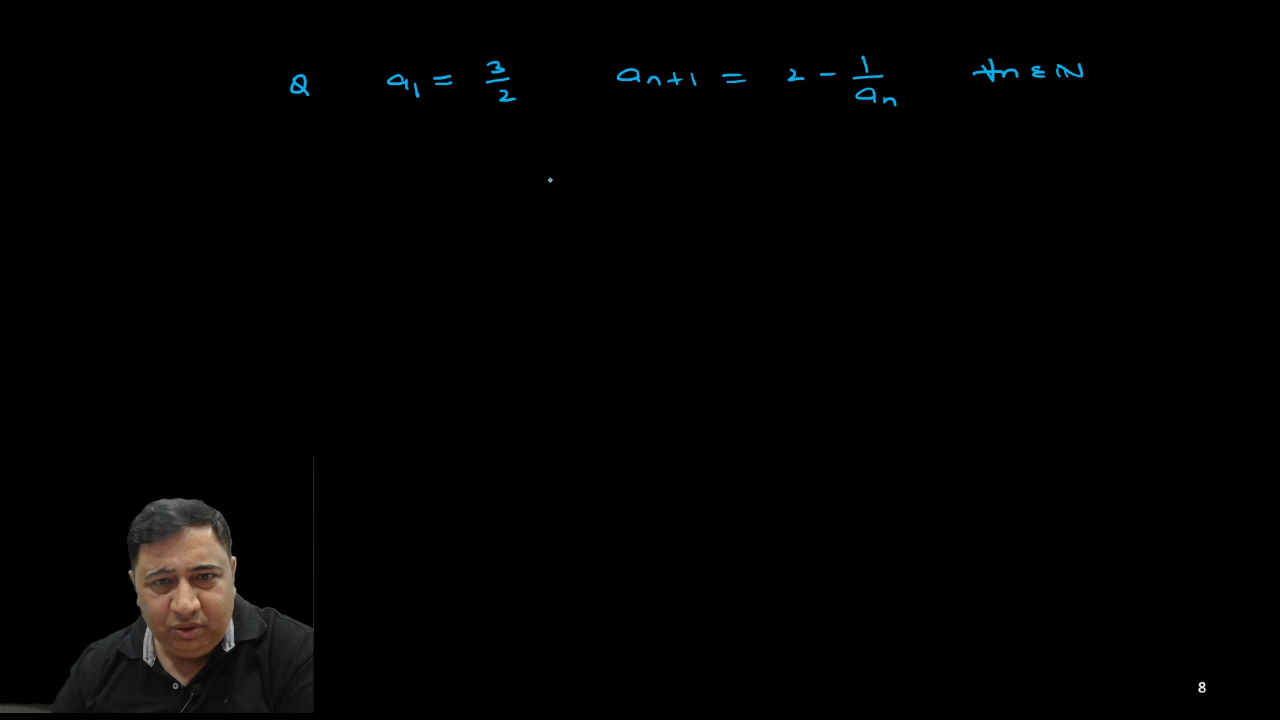 Q a₁ = 3/2 aₙ₊₁ = 2 - 1/aₙ ∀n ∈ ℕ
8